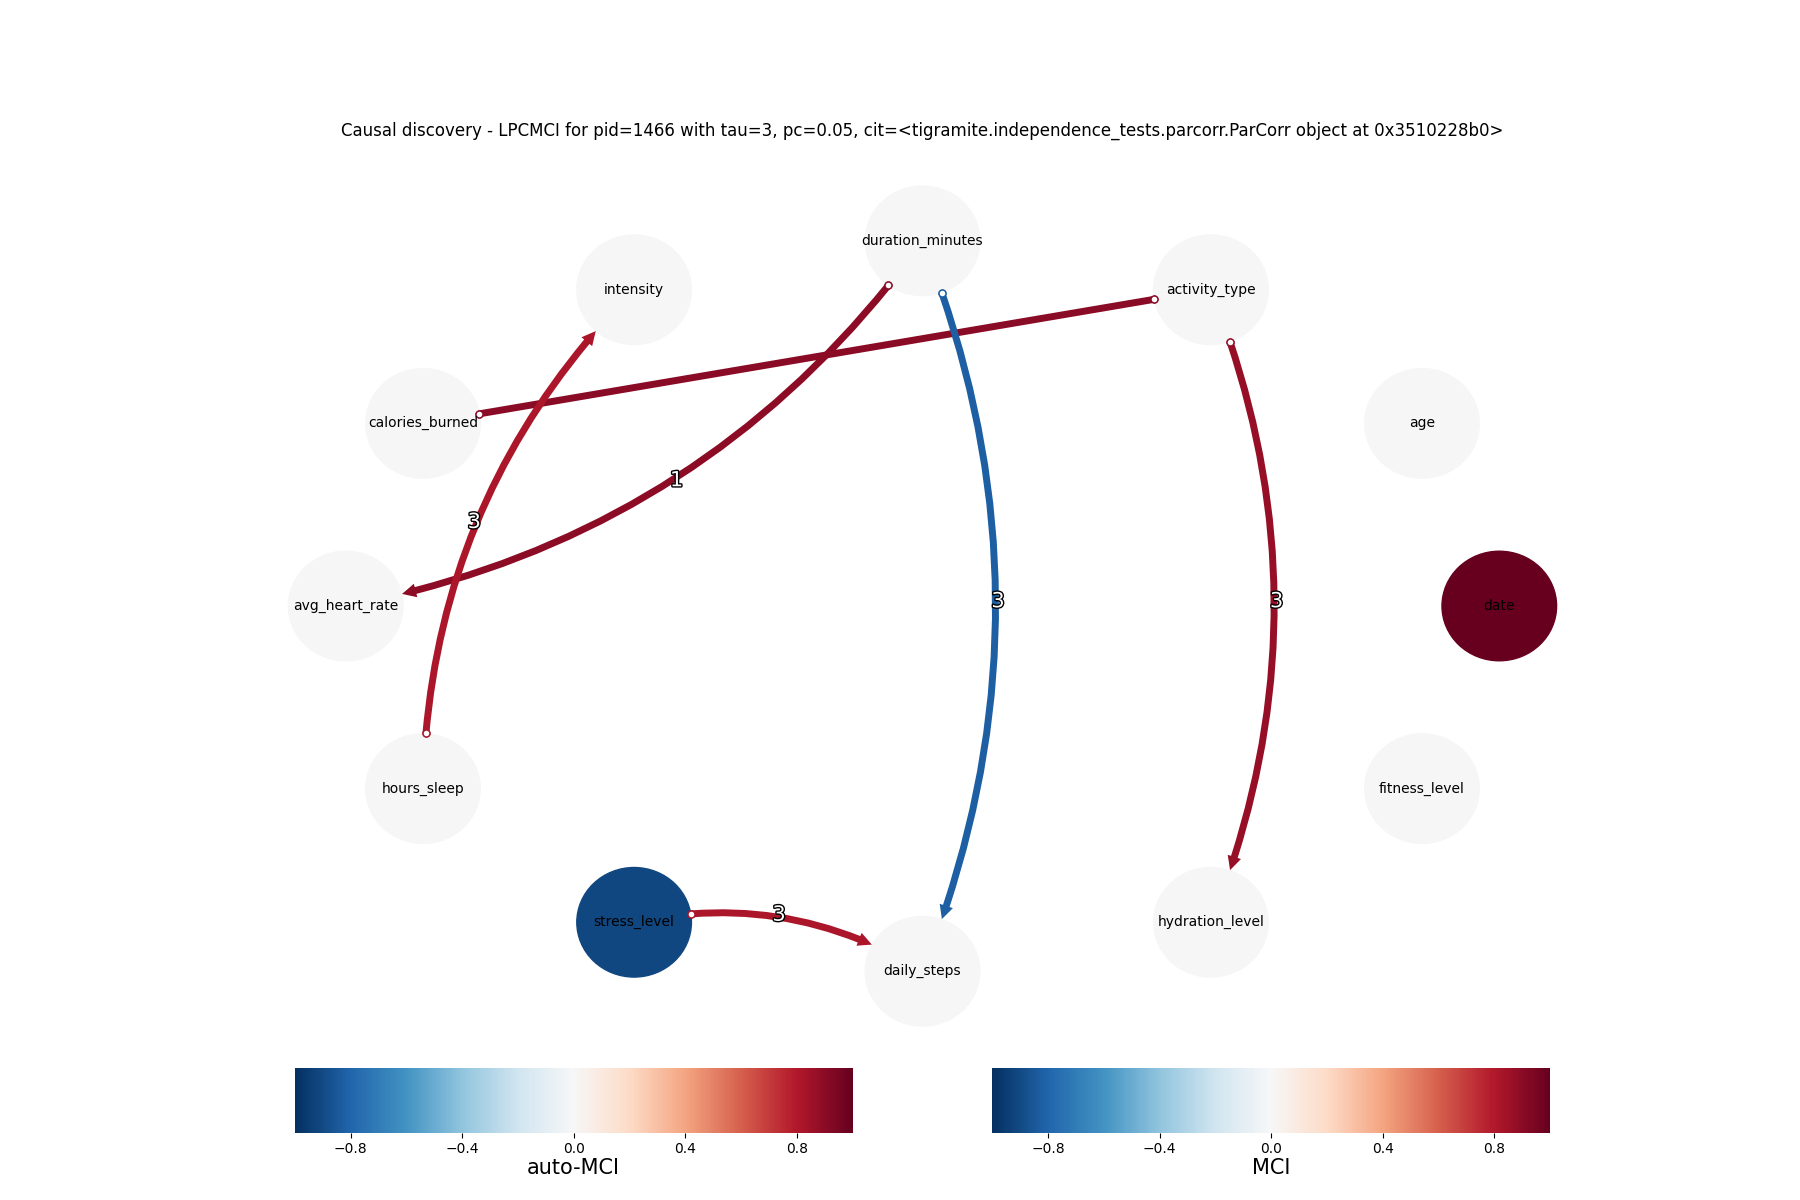 Causal discovery - LPCMCI for pid=1466 with tau=3, pc=0.05, cit=<tigramite.independence_tests.parcorr.ParCorr object at 0x3510228b0>
duration_minutes
intensity
activity_type
calories_burned
age
1
3
avg_heart_rate
3
3
date
hours_sleep
fitness_level
stress_level
3
hydration_level
daily_steps
−0.8 −0.4 0.0 0.4 0.8
auto-MCI
−0.8 −0.4 0.0 0.4 0.8
MCI